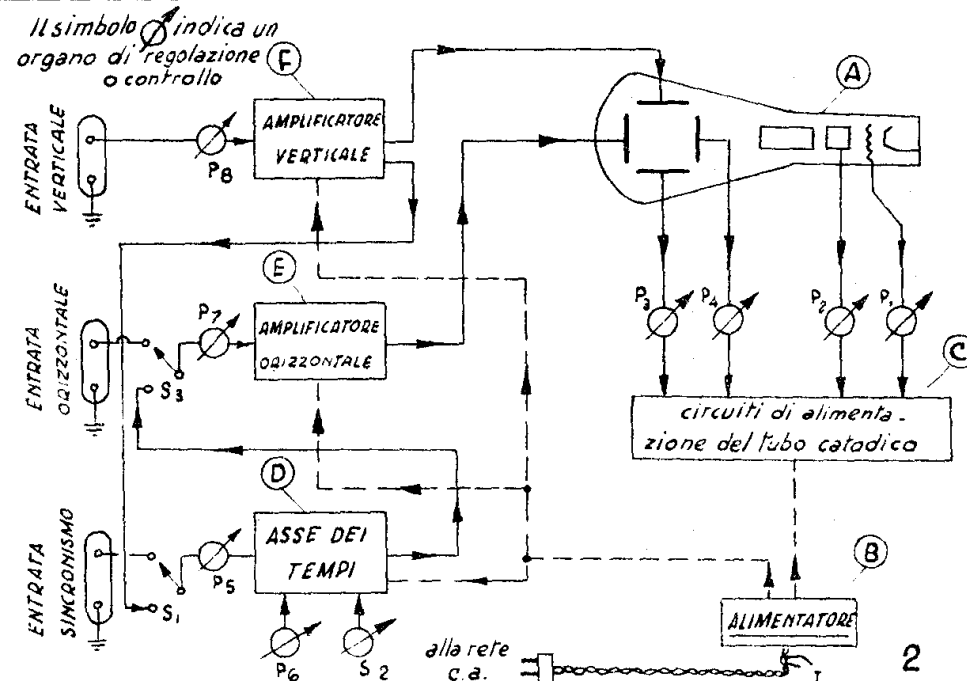 Il simbolo indica un
organo di regolazione
o controllo
F
A
ENTRATA
VERTICALE
P8
AMPLIFICATORE
VERTICALE
E
ENTRATA
ORIZZONTALE
P7
S3
AMPLIFICATORE
ORIZZONTALE
P3
P4
P2
P1
C
circuiti di alimenta-
zione del tubo catodico
D
ENTRATA
SINCRONISMO
S1
P5
ASSE DEI
TEMPI
P6
S2
B
ALIMENTATORE
alla rete
c.a.
I
2